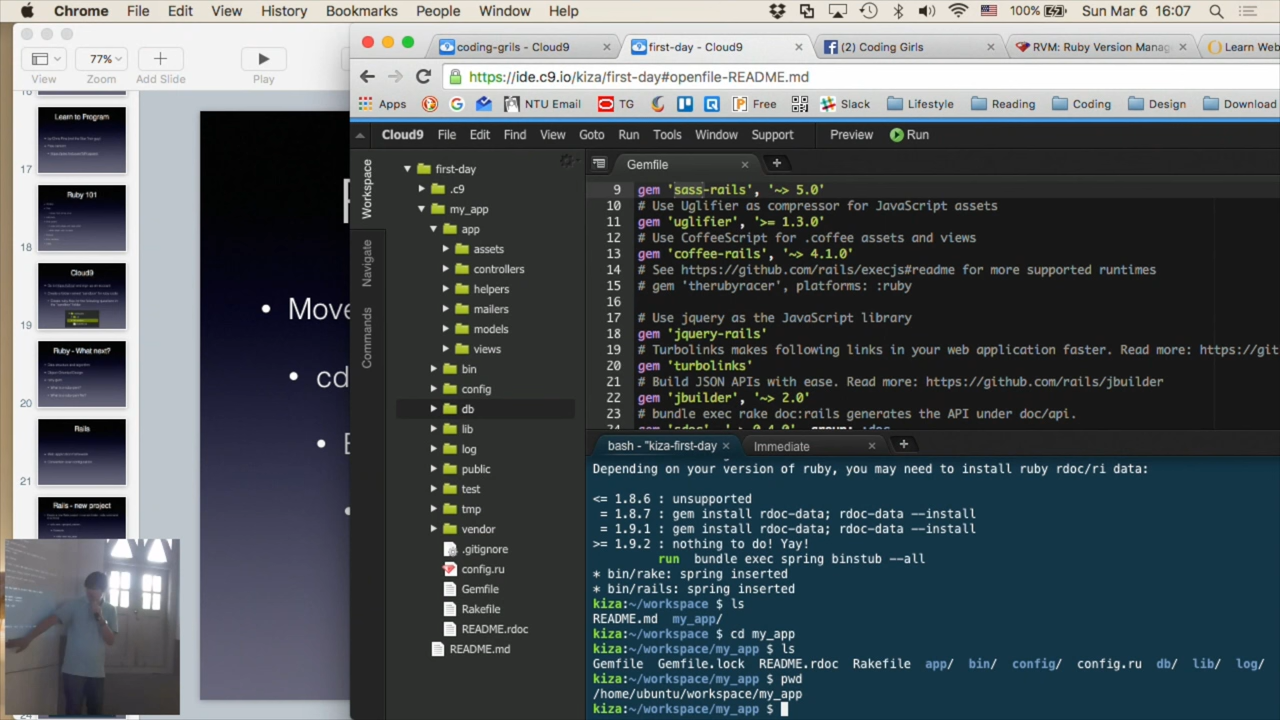 Chrome File Edit View History Bookmarks People Window Help 100% Sun Mar 6 16:07
77%
View Zoom Add Slide Play
Learn to Program
17
Ruby 101
18
Cloud9
19
Ruby - What next?
20
Rails
21
Rails - new project
Move
cd
coding-grils - Cloud9 first-day - Cloud9 (2) Coding Girls RVM: Ruby Version Mana Learn Web
https://ide.c9.io/kiza/first-day#openfile-README.md
Apps NTU Email TG Free Slack Lifestyle Reading Coding Design Download
Cloud9 File Edit Find View Goto Run Tools Window Support Preview Run
Workspace
Navigate
Commands
first-day
.c9
my_app
app
assets
controllers
helpers
mailers
models
views
bin
config
db
lib
log
public
test
tmp
vendor
.gitignore
config.ru
Gemfile
Rakefile
README.rdoc
README.md
Gemfile
9 gem 'sass-rails', '~> 5.0'
10 # Use Uglifier as compressor for JavaScript assets
11 gem 'uglifier', '>= 1.3.0'
12 # Use CoffeeScript for .coffee assets and views
13 gem 'coffee-rails', '~> 4.1.0'
14 # See https://github.com/rails/execjs#readme for more supported runtimes
15 # gem 'therubyracer', platforms: :ruby
16
17 # Use jquery as the JavaScript library
18 gem 'jquery-rails'
19 # Turbolinks makes following links in your web application faster. Read more: https://git
20 gem 'turbolinks'
21 # Build JSON APIs with ease. Read more: https://github.com/rails/jbuilder
22 gem 'jbuilder', '~> 2.0'
23 # bundle exec rake doc:rails generates the API under doc/api.
bash - "kiza-first-day Immediate
Depending on your version of ruby, you may need to install ruby rdoc/ri data:
<= 1.8.6 : unsupported
= 1.8.7 : gem install rdoc-data; rdoc-data --install
= 1.9.1 : gem install rdoc-data; rdoc-data --install
>= 1.9.2 : nothing to do! Yay!
run bundle exec spring binstub --all
* bin/rake: spring inserted
* bin/rails: spring inserted
kiza:~/workspace $ ls
README.md my_app/
kiza:~/workspace $ cd my_app
kiza:~/workspace/my_app $ ls
Gemfile Gemfile.lock README.rdoc Rakefile app/ bin/ config/ config.ru db/ lib/ log/
kiza:~/workspace/my_app $ pwd
/home/ubuntu/workspace/my_app
kiza:~/workspace/my_app $